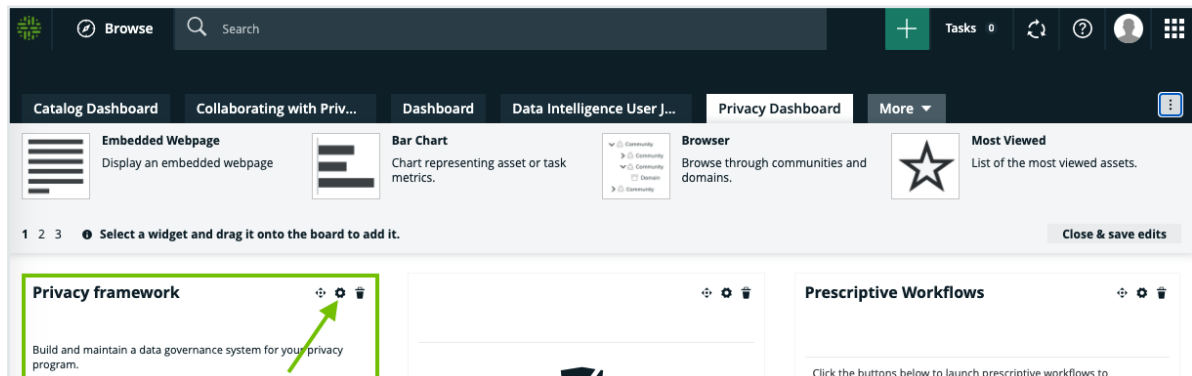 Browse
Search
Tasks 0
Catalog Dashboard
Collaborating with Priv...
Dashboard
Data Intelligence User J...
Privacy Dashboard
More
Embedded Webpage
Display an embedded webpage
Bar Chart
Chart representing asset or task
metrics.
Community
Community
Community
Domain
Community
Browser
Browse through communities and
domains.
Most Viewed
List of the most viewed assets.
1 2 3
Select a widget and drag it onto the board to add it.
Close & save edits
Privacy framework
Build and maintain a data governance system for your privacy
program.
Prescriptive Workflows
Click the buttons below to launch prescriptive workflows to